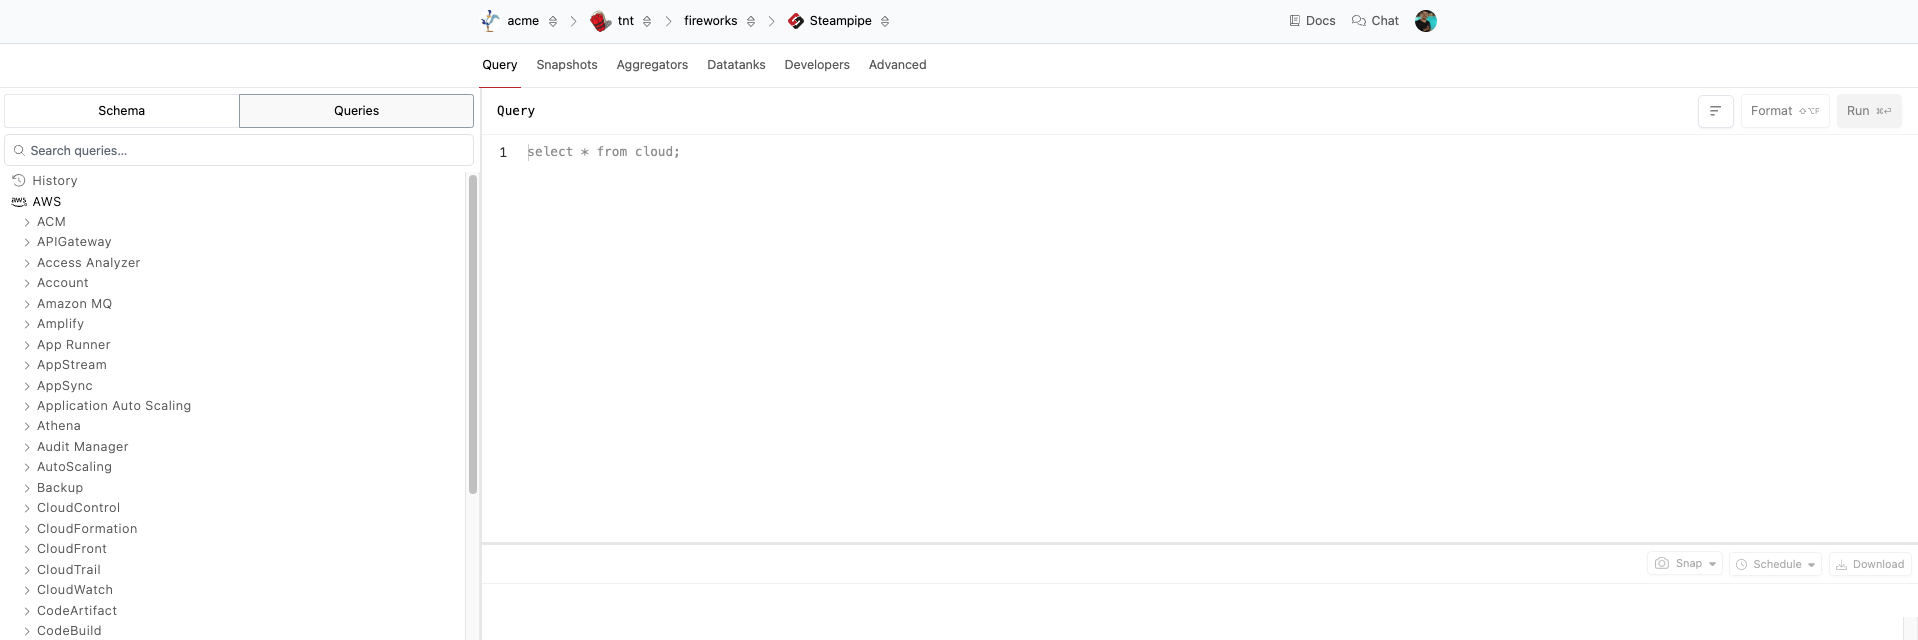 acme tnt fireworks Steampipe Docs Chat
Query Snapshots Aggregators Datatanks Developers Advanced
Schema Queries
Search queries...
History
aws AWS
ACM
APIGateway
Access Analyzer
Account
Amazon MQ
Amplify
App Runner
AppStream
AppSync
Application Auto Scaling
Athena
Audit Manager
AutoScaling
Backup
CloudControl
CloudFormation
CloudFront
CloudTrail
CloudWatch
CodeArtifact
CodeBuild
Query Format ⇧⌥F Run ⌘⏎
1 select * from cloud;
Snap Schedule Download